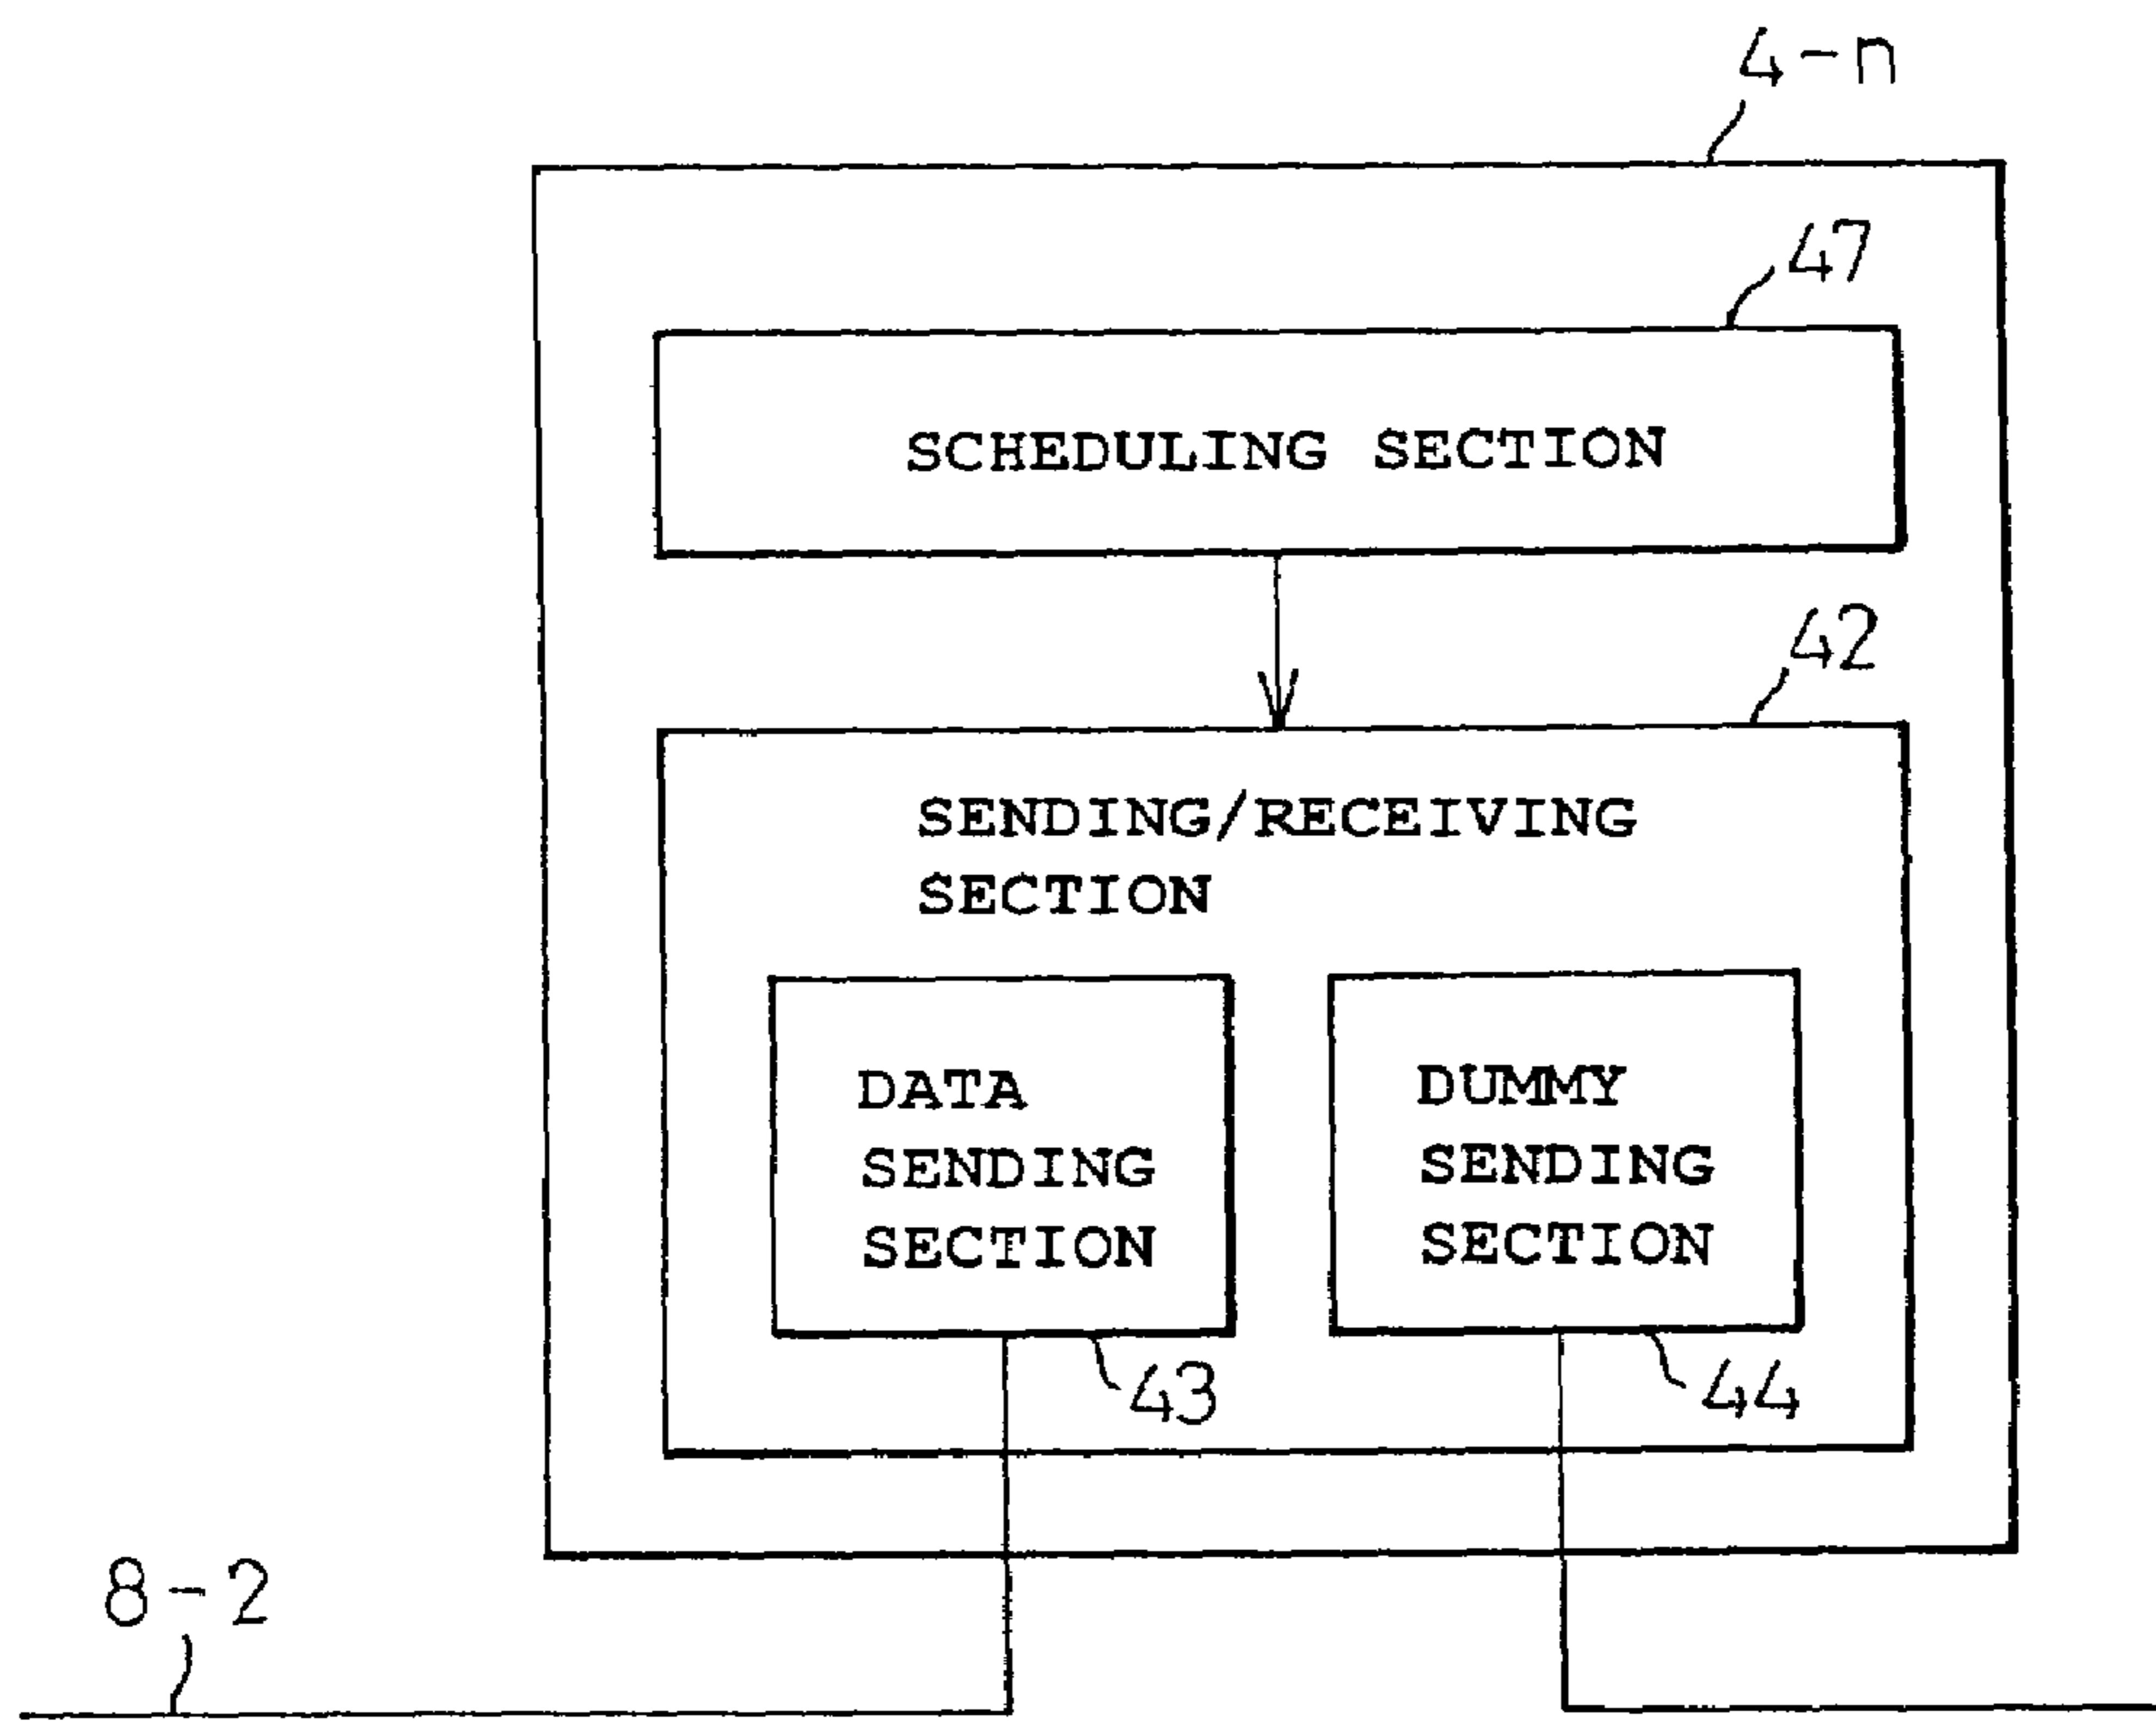 4-n
47
SCHEDULING SECTION
42
SENDING/RECEIVING
SECTION
DATA
SENDING
SECTION
DUMMY
SENDING
SECTION
43
44
8-2